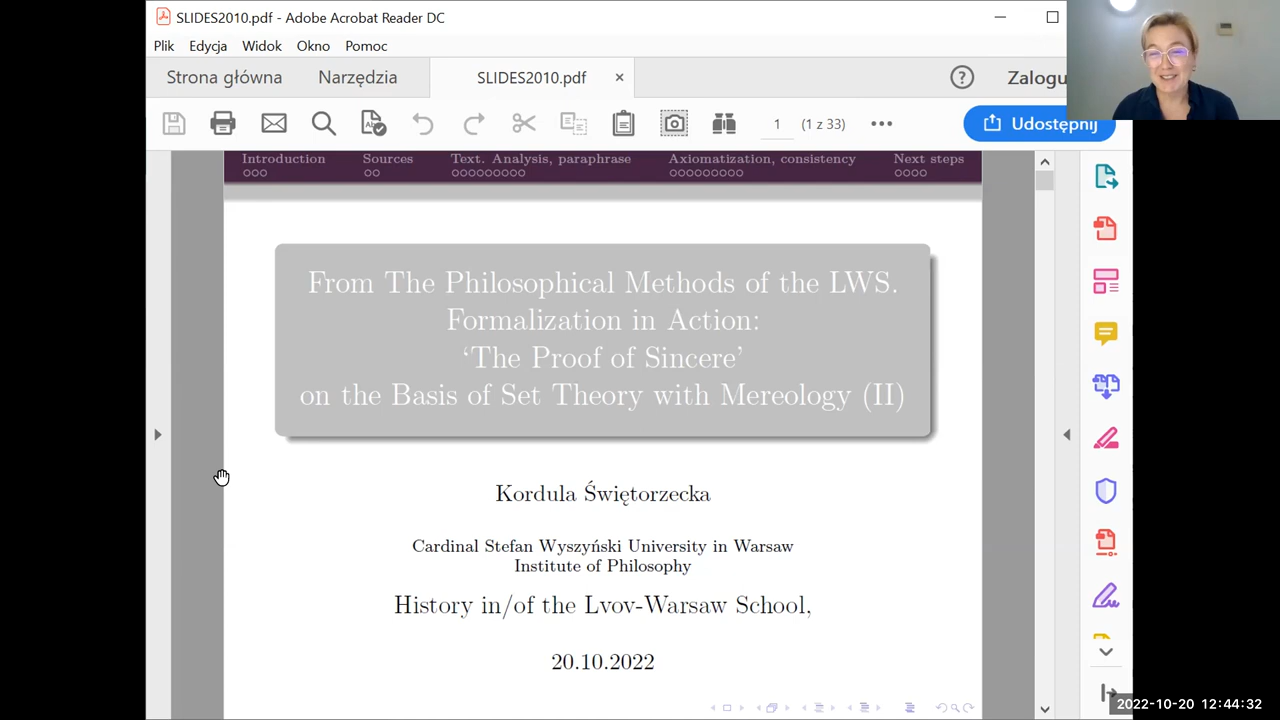 SLIDES2010.pdf - Adobe Acrobat Reader DC
Plik Edycja Widok Okno Pomoc
Strona główna Narzędzia SLIDES2010.pdf × ?
1 (1 z 33) Udostępnij
Introduction Sources Text. Analysis, paraphrase Axiomatization, consistency Next steps
From The Philosophical Methods of the LWS.
Formalization in Action:
‘The Proof of Sincere’
on the Basis of Set Theory with Mereology (II)
Kordula Świętorzecka
Cardinal Stefan Wyszyński University in Warsaw
Institute of Philosophy
History in/of the Lvov-Warsaw School,
20.10.2022
2022-10-20 12:44:32